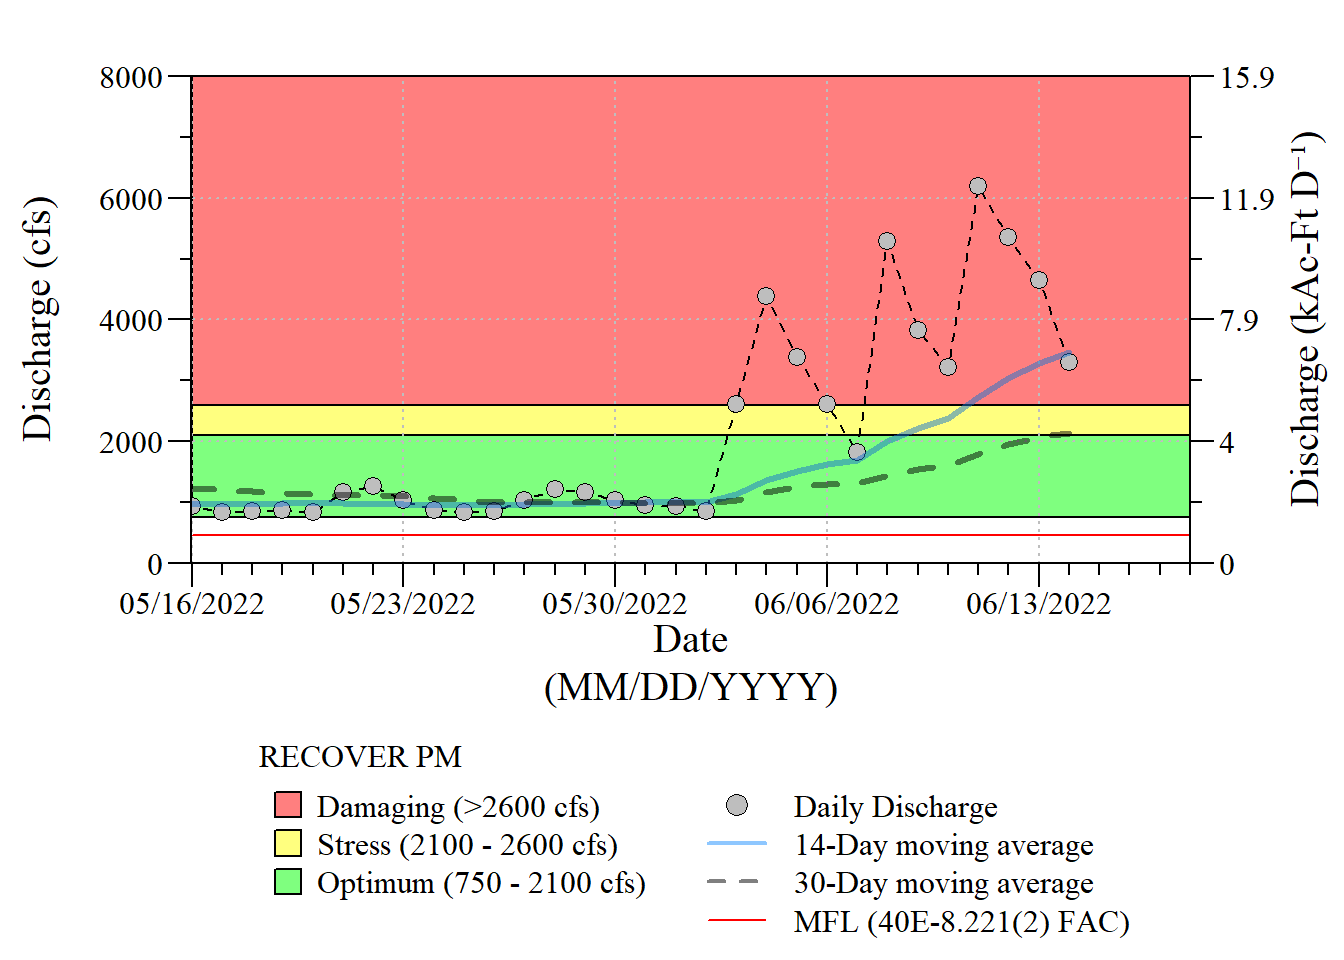 8000
6000
4000
2000
0
Discharge (cfs)
15.9
11.9
7.9
4
0
Discharge (kAc-Ft D⁻¹)
05/16/2022 05/23/2022 05/30/2022 06/06/2022 06/13/2022
Date
(MM/DD/YYYY)
RECOVER PM
Damaging (>2600 cfs)
Stress (2100 - 2600 cfs)
Optimum (750 - 2100 cfs)
Daily Discharge
14-Day moving average
30-Day moving average
MFL (40E-8.221(2) FAC)